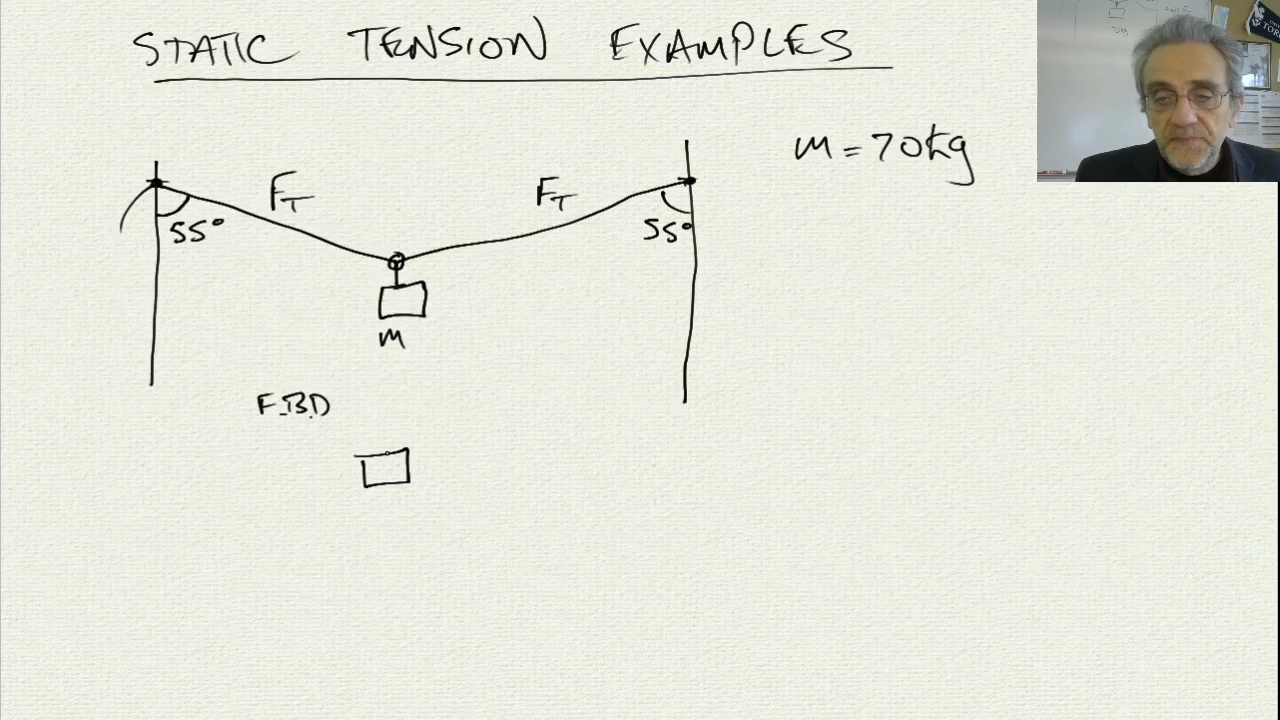 STATIC TENSION EXAMPLES
m = 70kg
FT FT
55° 55°
m
F.B.D